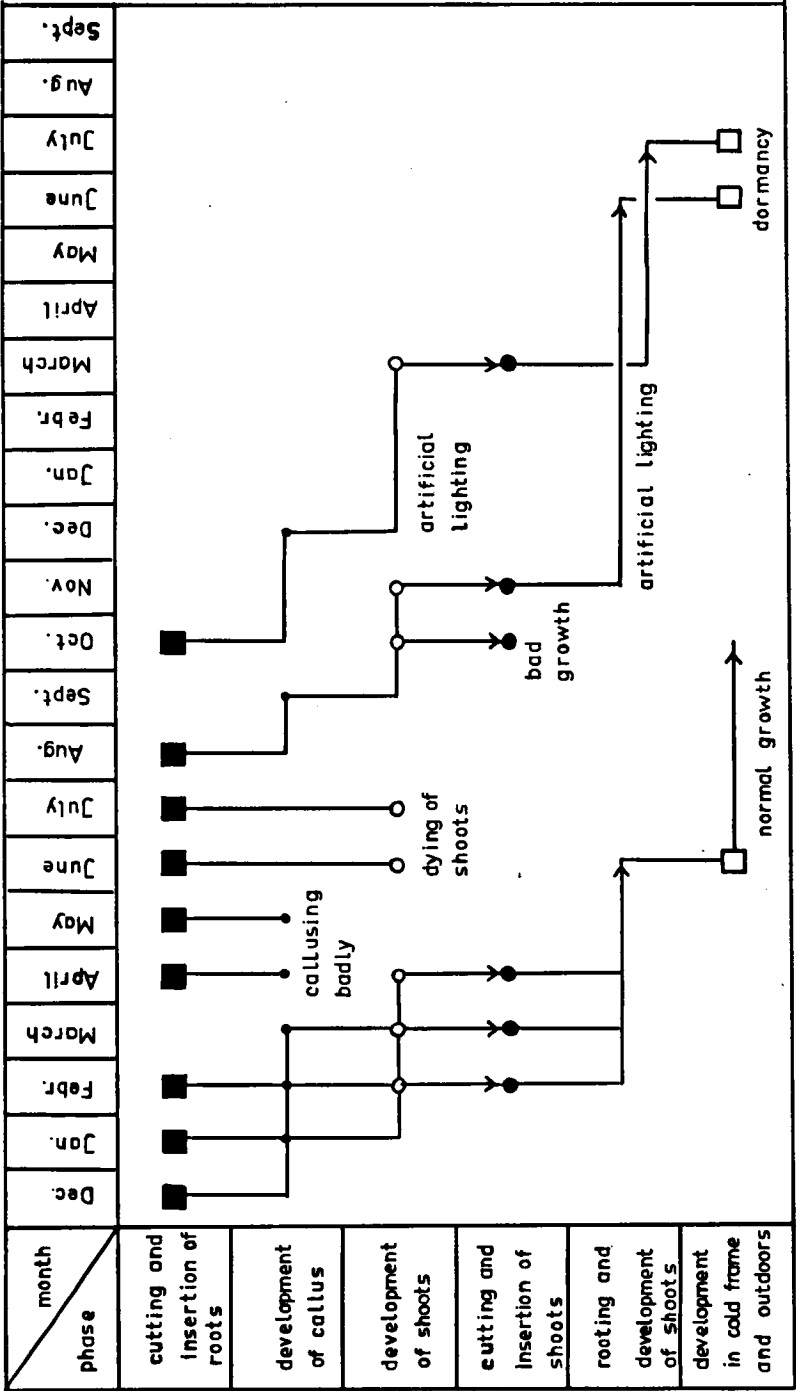 month
phase
Dec.
Jan.
Febr.
March
April
May
June
July
Aug.
Sept.
Oct.
Nov.
Dec.
Jan.
Febr.
March
April
May
June
July
Aug.
Sept.
cutting and
insertion of
roots
development
of callus
development
of shoots
cutting and
insertion of
shoots
rooting and
development
of shoots
development
in cold frame
and outdoors
callusing
badly
dying of
shoots
bad
growth
artificial
lighting
artificial lighting
normal growth
dormancy